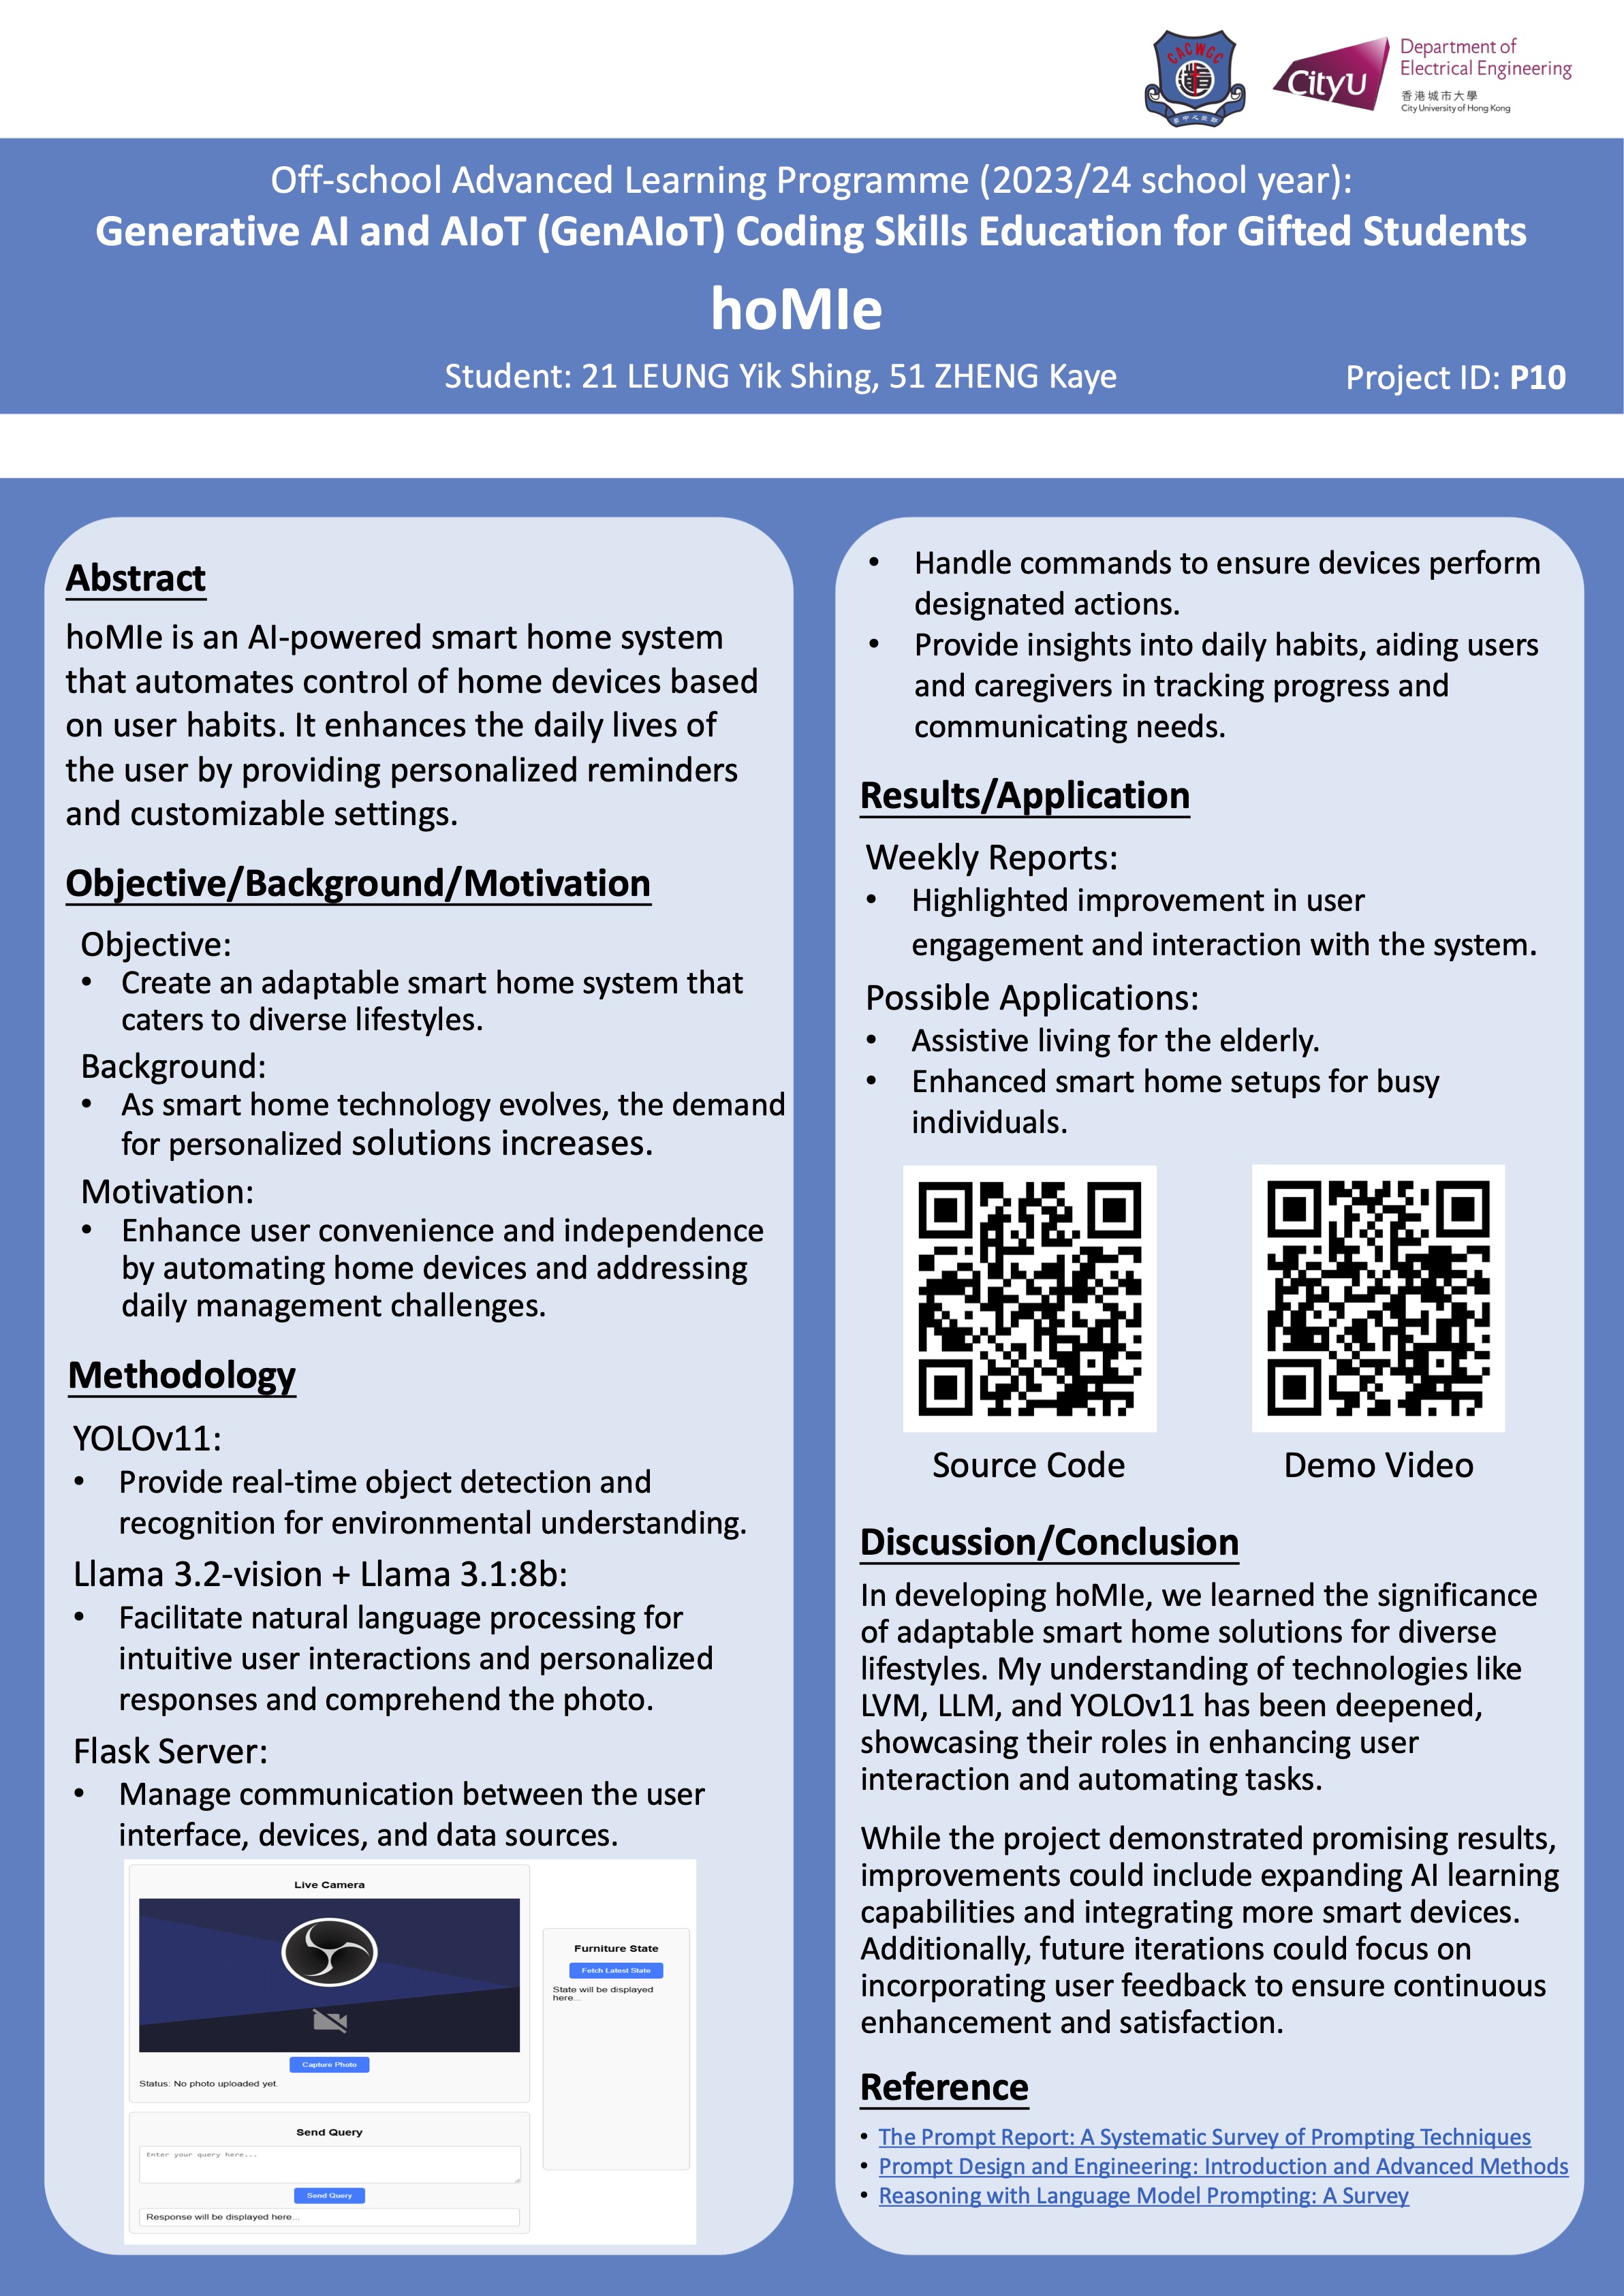 CACWGC
CityU
Department of
Electrical Engineering
香港城市大學
City University of Hong Kong
Off-school Advanced Learning Programme (2023/24 school year):
Generative AI and AIoT (GenAIoT) Coding Skills Education for Gifted Students
hoMIe
Student: 21 LEUNG Yik Shing, 51 ZHENG Kaye
Project ID: P10
Abstract
hoMIe is an AI-powered smart home system
that automates control of home devices based
on user habits. It enhances the daily lives of
the user by providing personalized reminders
and customizable settings.
Objective/Background/Motivation
Objective:
• Create an adaptable smart home system that
caters to diverse lifestyles.
Background:
• As smart home technology evolves, the demand
for personalized solutions increases.
Motivation:
• Enhance user convenience and independence
by automating home devices and addressing
daily management challenges.
Methodology
YOLOv11:
• Provide real-time object detection and
recognition for environmental understanding.
Llama 3.2-vision + Llama 3.1:8b:
• Facilitate natural language processing for
intuitive user interactions and personalized
responses and comprehend the photo.
Flask Server:
• Manage communication between the user
interface, devices, and data sources.
Live Camera
Capture Photo
Status: No photo uploaded yet.
Furniture State
Fetch Latest State
State will be displayed
here...
Send Query
Enter your query here...
Send Query
Response will be displayed here...
• Handle commands to ensure devices perform
designated actions.
• Provide insights into daily habits, aiding users
and caregivers in tracking progress and
communicating needs.
Results/Application
Weekly Reports:
• Highlighted improvement in user
engagement and interaction with the system.
Possible Applications:
• Assistive living for the elderly.
• Enhanced smart home setups for busy
individuals.
Source Code
Demo Video
Discussion/Conclusion
In developing hoMIe, we learned the significance
of adaptable smart home solutions for diverse
lifestyles. My understanding of technologies like
LVM, LLM, and YOLOv11 has been deepened,
showcasing their roles in enhancing user
interaction and automating tasks.
While the project demonstrated promising results,
improvements could include expanding AI learning
capabilities and integrating more smart devices.
Additionally, future iterations could focus on
incorporating user feedback to ensure continuous
enhancement and satisfaction.
Reference
• The Prompt Report: A Systematic Survey of Prompting Techniques
• Prompt Design and Engineering: Introduction and Advanced Methods
• Reasoning with Language Model Prompting: A Survey